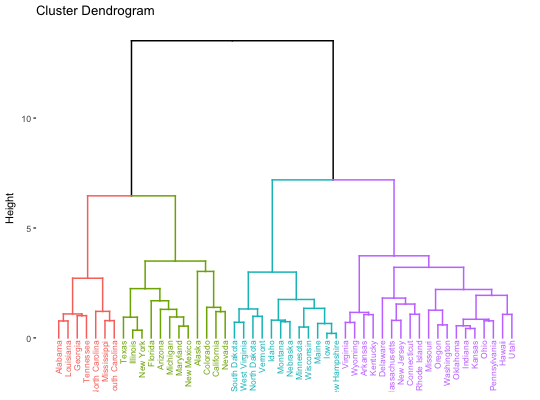 Cluster Dendrogram
Height
10
5
0
Alabama
Louisiana
Georgia
Tennessee
orth Carolina
Mississippi
outh Carolina
Texas
Illinois
New York
Florida
Arizona
Michigan
Maryland
New Mexico
Alaska
Colorado
California
Nevada
South Dakota
West Virginia
North Dakota
Vermont
Idaho
Montana
Nebraska
Minnesota
Wisconsin
Maine
Iowa
w Hampshire
Virginia
Wyoming
Arkansas
Kentucky
Delaware
assachusetts
New Jersey
Connecticut
Rhode Island
Missouri
Oregon
Washington
Oklahoma
Indiana
Kansas
Ohio
Pennsylvania
Hawaii
Utah